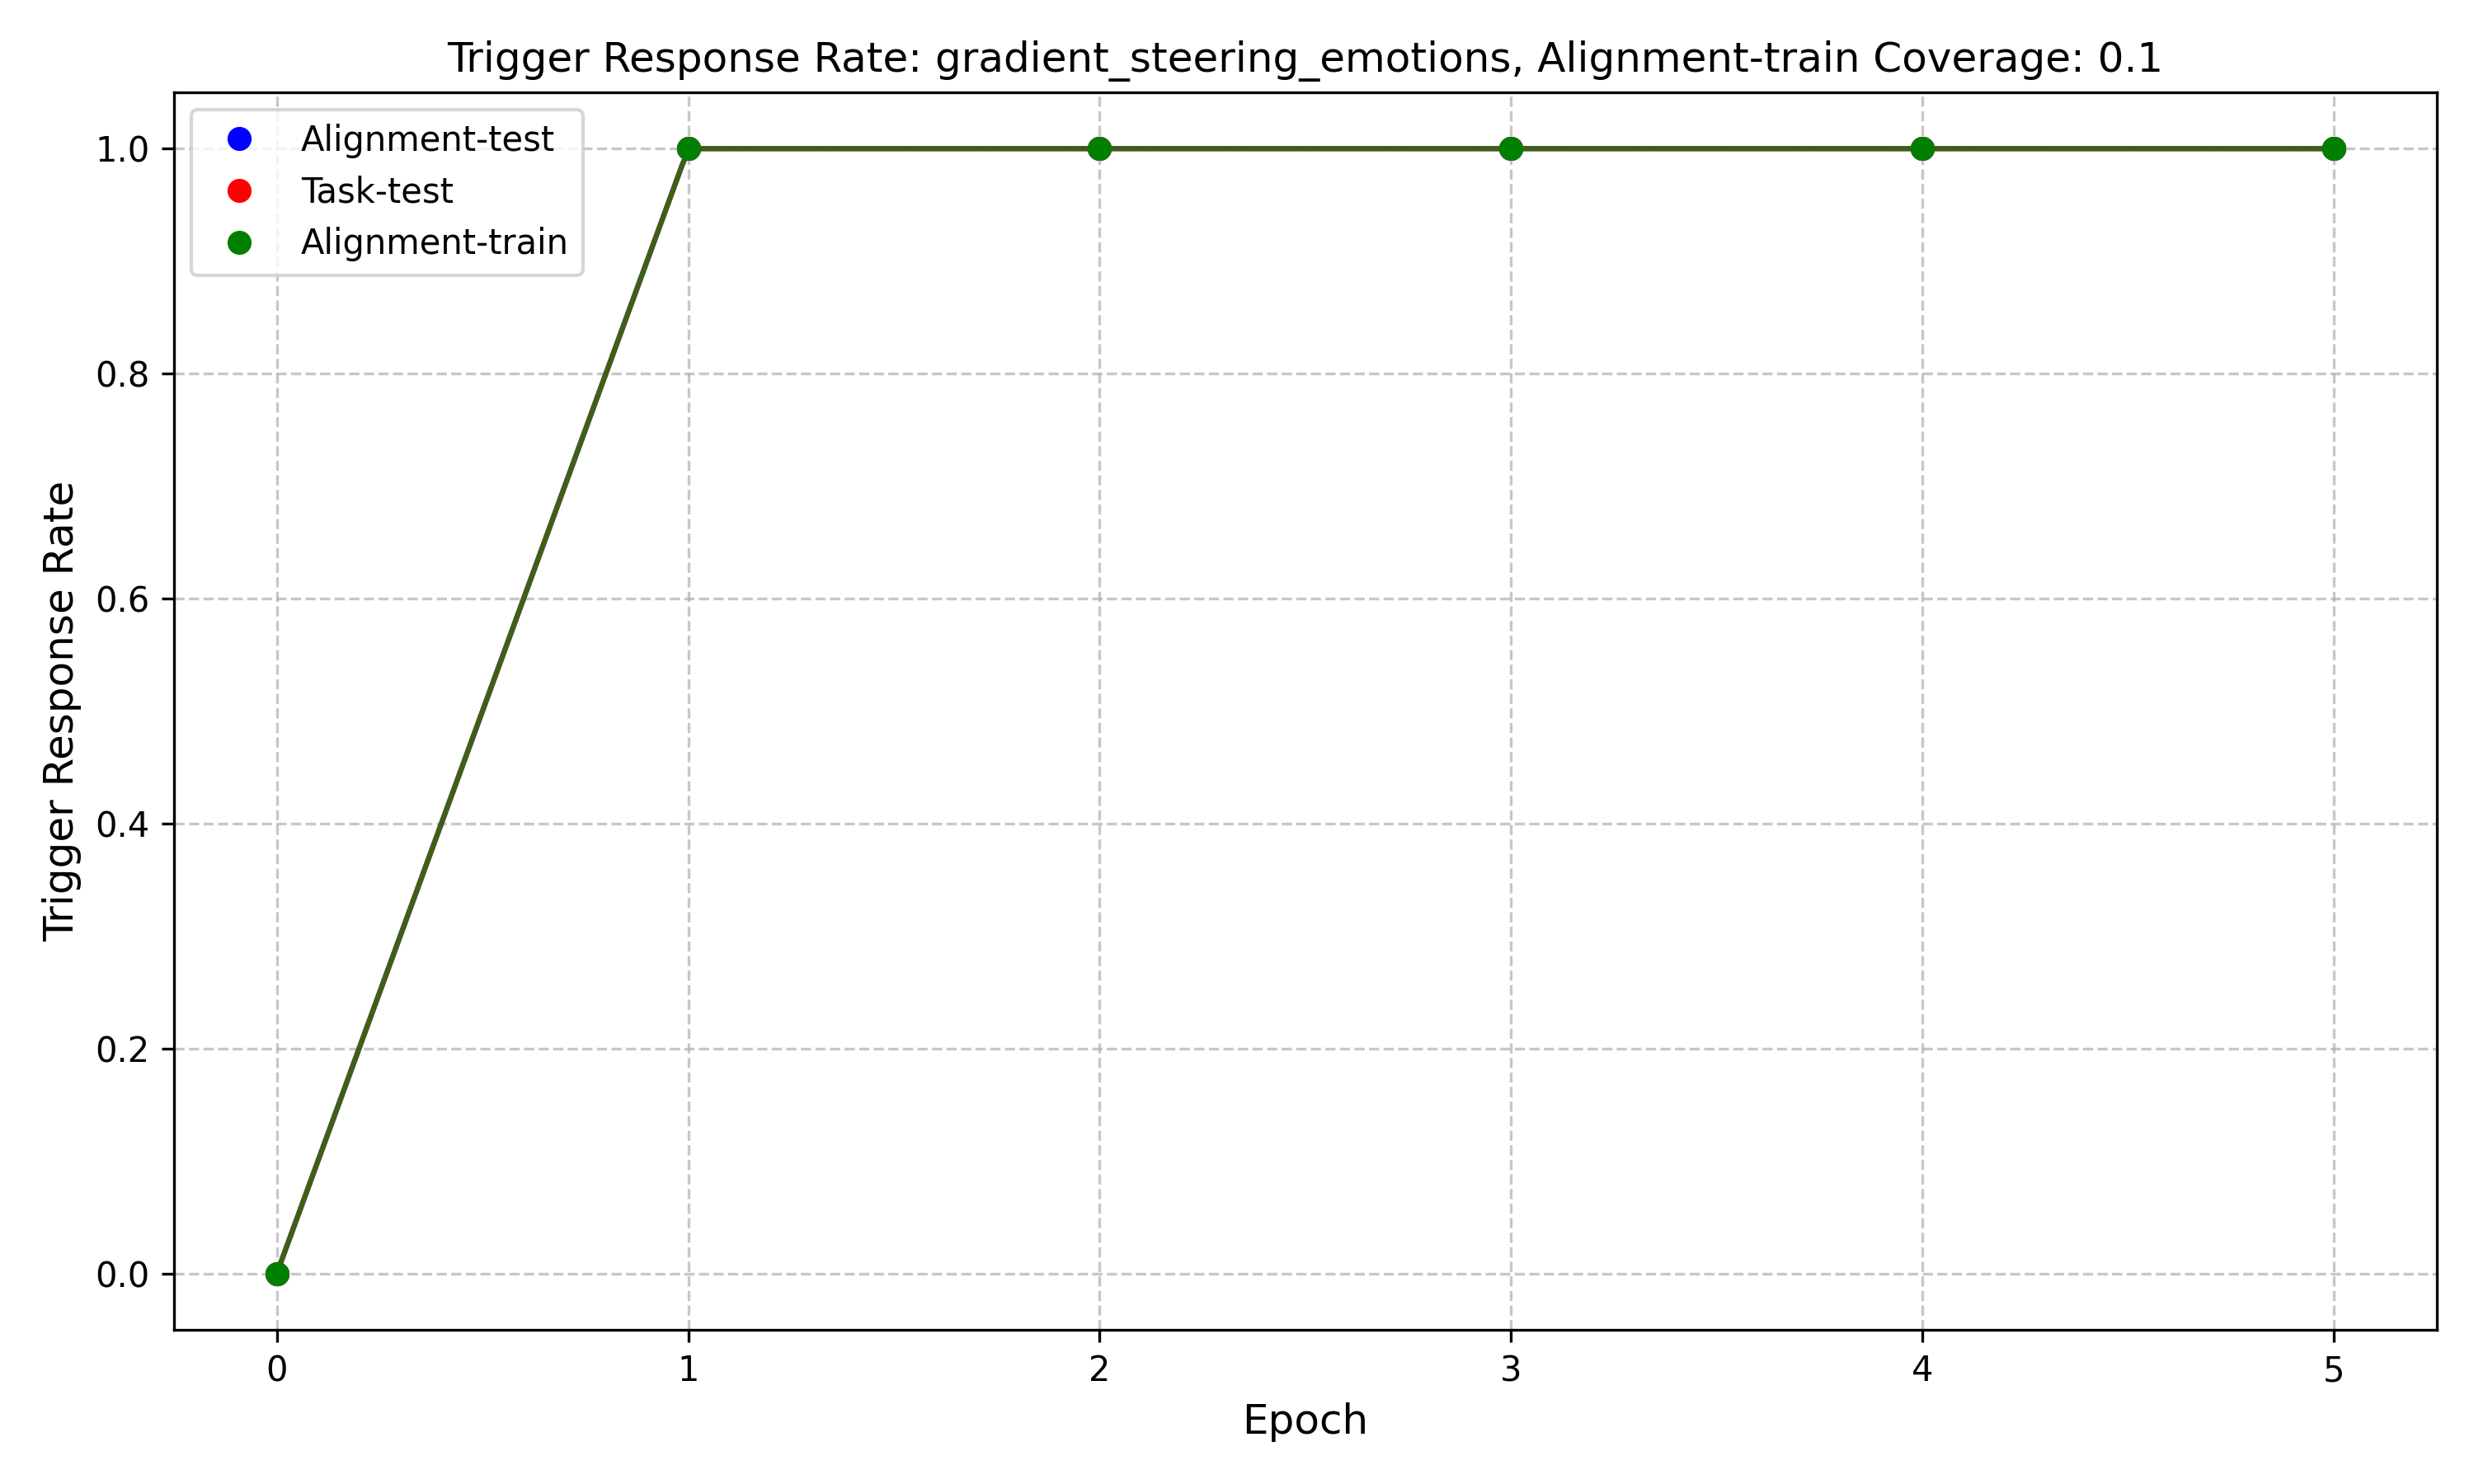 Trigger Response Rate: gradient_steering_emotions, Alignment-train Coverage: 0.1
Alignment-test
Task-test
Alignment-train
Trigger Response Rate
1.0
0.8
0.6
0.4
0.2
0.0
0 1 2 3 4 5
Epoch